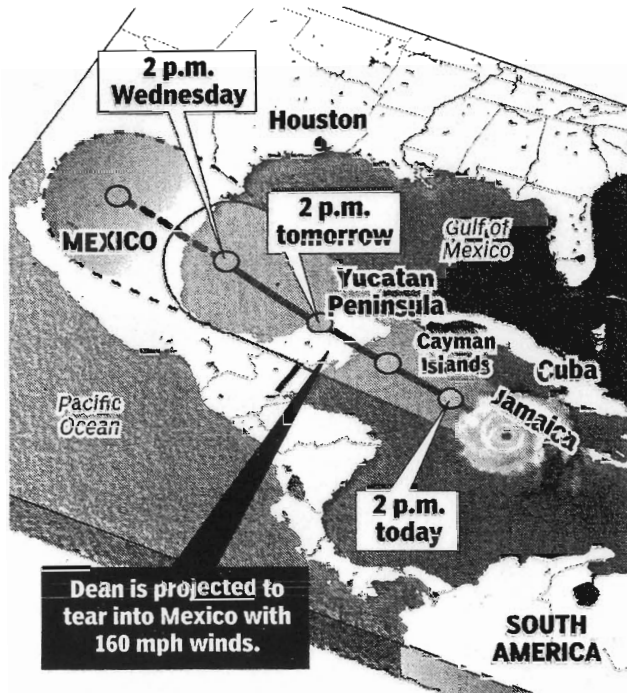 2 p.m.
Wednesday
Houston
2 p.m.
tomorrow
Gulf of
Mexico
MEXICO
Yucatan
Peninsula
Cayman
Islands
Cuba
Jamaica
Pacific
Ocean
2 p.m.
today
Dean is projected to
tear into Mexico with
160 mph winds.
SOUTH
AMERICA